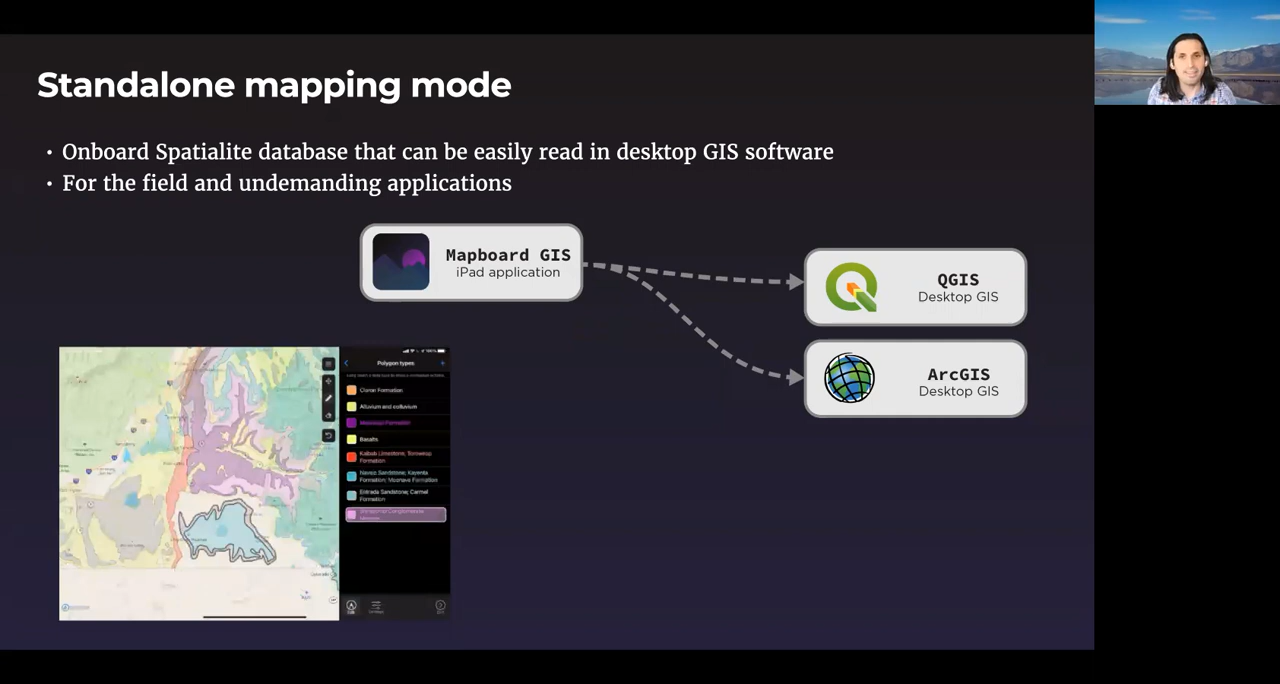 Standalone mapping mode
• Onboard Spatialite database that can be easily read in desktop GIS software
• For the field and undemanding applications
Mapboard GIS
iPad application
QGIS
Desktop GIS
ArcGIS
Desktop GIS
Polygon types
Alluvium and colluvium
Basalts
Kaibab Limestone; Toroweap
Formation
Navajo Sandstone; Kayenta
Formation; Moenave Formation
Entrada Sandstone; Carmel
Formation
Shinarump Conglomerate